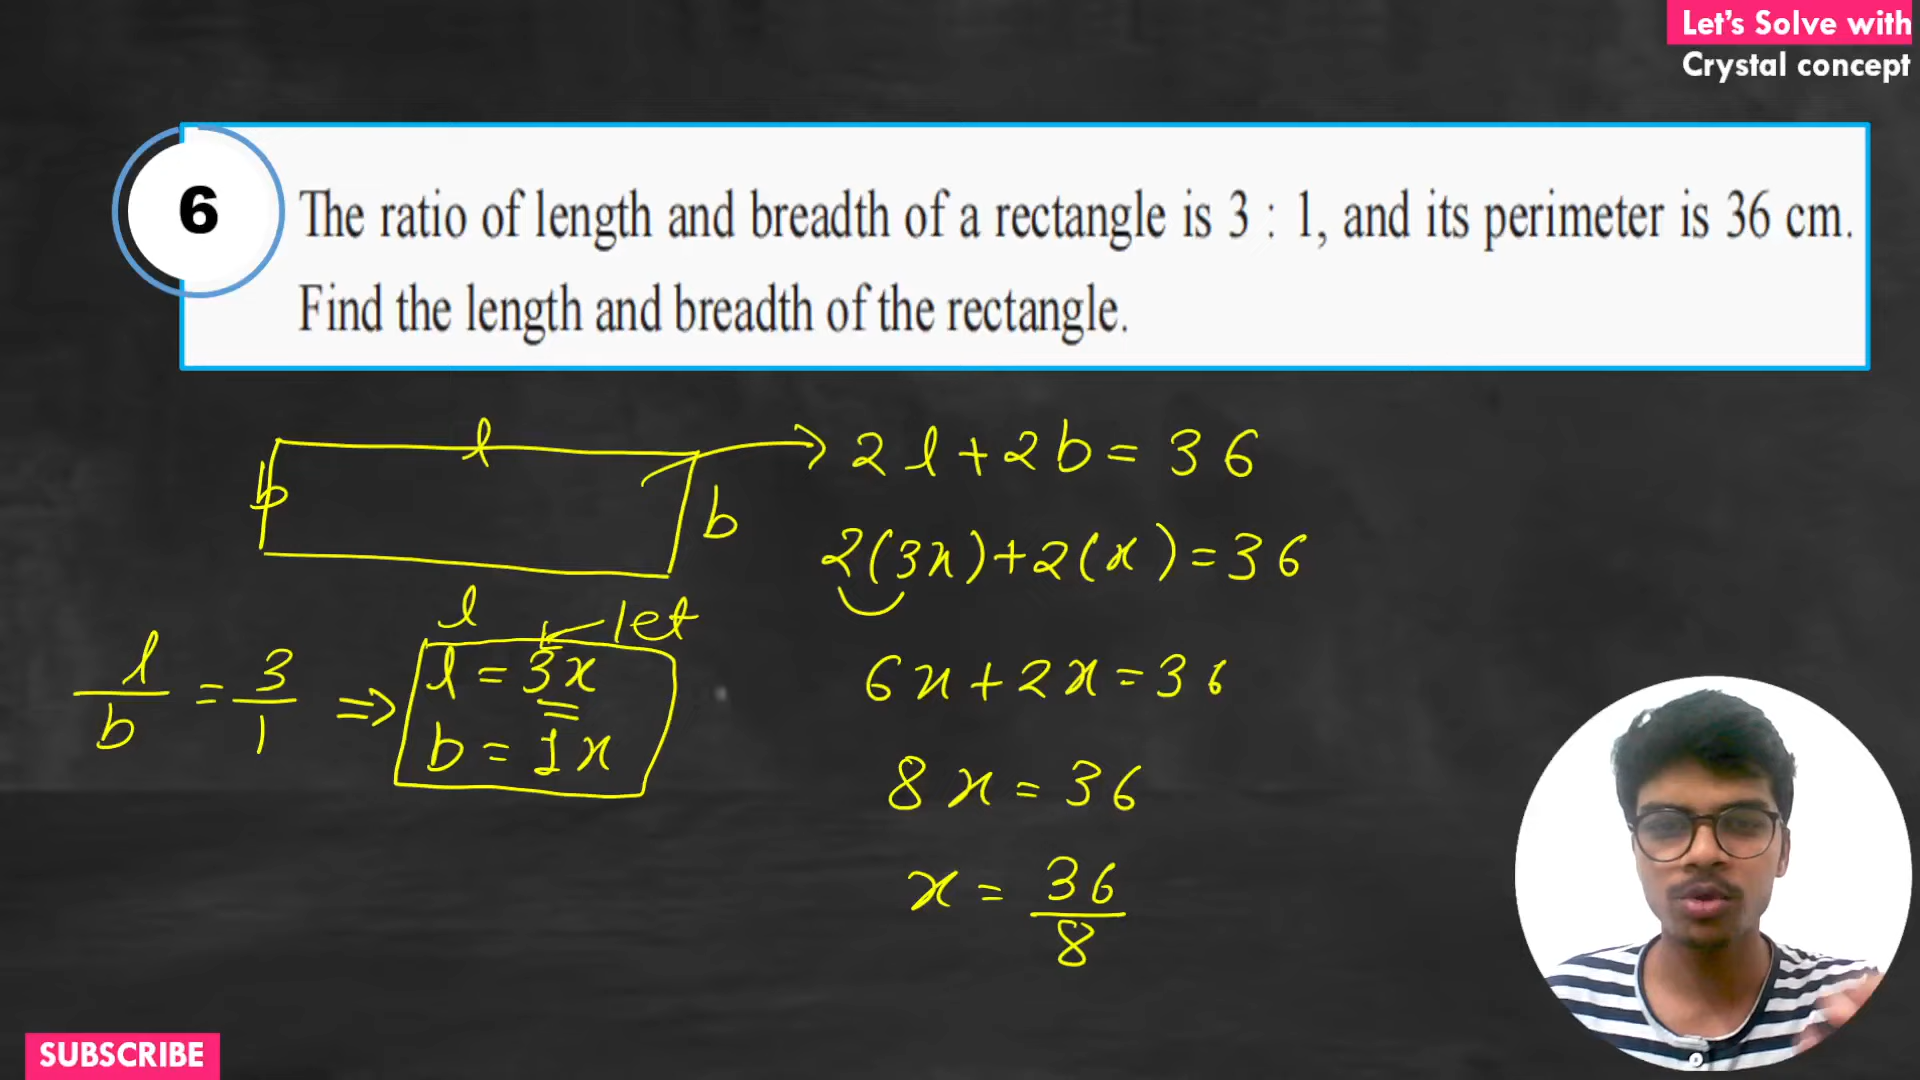 Let's Solve with
Crystal concept
6
The ratio of length and breadth of a rectangle is 3 : 1, and its perimeter is 36 cm.
Find the length and breadth of the rectangle.
l
b
b
l
2l+2b=36
2(3x)+2(x)=36
6x+2x=36
8x=36
x=36/8
l/b=3/1 ⇒
let
l=3x
b=1x
SUBSCRIBE